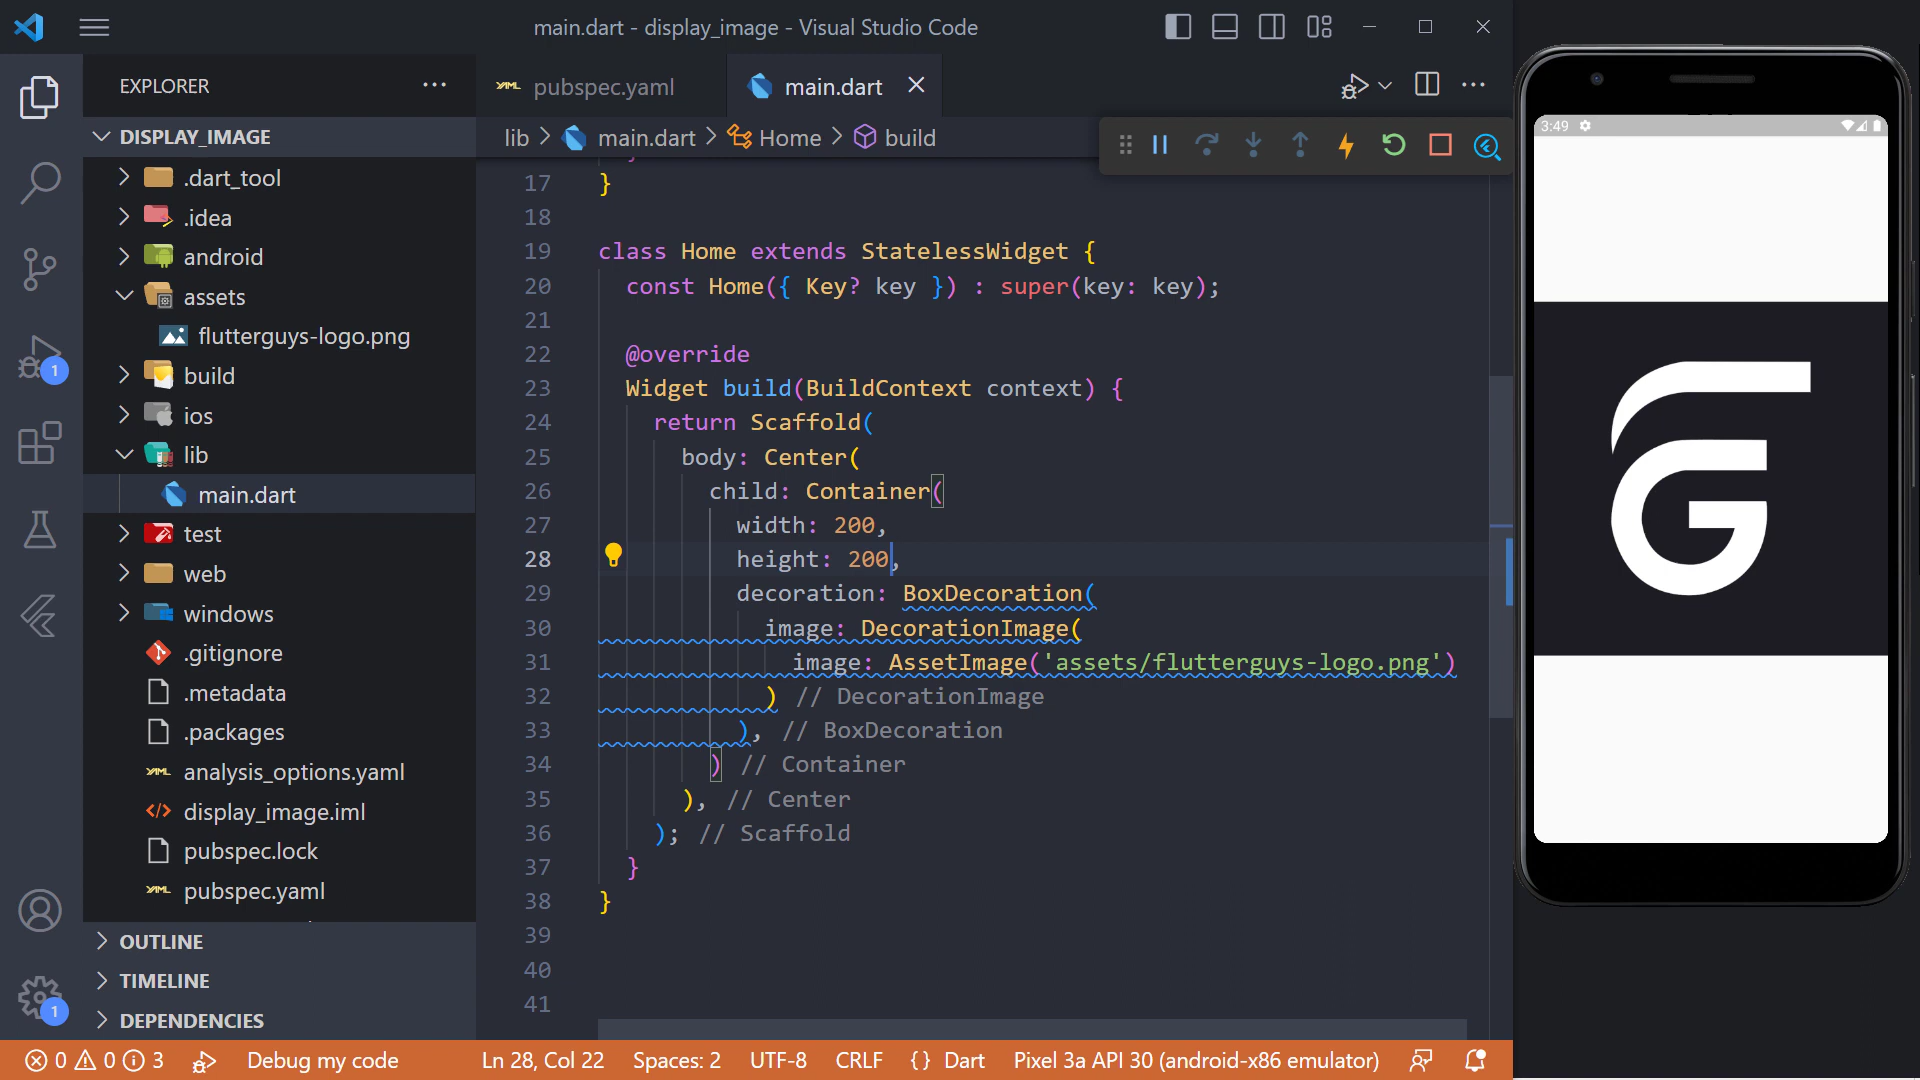 main.dart - display_image - Visual Studio Code
EXPLORER
DISPLAY_IMAGE
.dart_tool
.idea
android
assets
flutterguys-logo.png
build
ios
lib
main.dart
test
web
windows
.gitignore
.metadata
.packages
analysis_options.yaml
display_image.iml
pubspec.lock
pubspec.yaml
OUTLINE
TIMELINE
DEPENDENCIES
1
1
YAML pubspec.yaml
main.dart
lib > main.dart > Home > build
17 }
18
19 class Home extends StatelessWidget {
20 const Home({ Key? key }) : super(key: key);
21
22 @override
23 Widget build(BuildContext context) {
24 return Scaffold(
25 body: Center(
26 child: Container(
27 width: 200,
28 height: 200,
29 decoration: BoxDecoration(
30 image: DecorationImage(
31 image: AssetImage('assets/flutterguys-logo.png')
32 ) // DecorationImage
33 ), // BoxDecoration
34 ) // Container
35 ), // Center
36 ); // Scaffold
37 }
38 }
39
40
41
0 0 3 Debug my code Ln 28, Col 22 Spaces: 2 UTF-8 CRLF {} Dart Pixel 3a API 30 (android-x86 emulator)
3:49